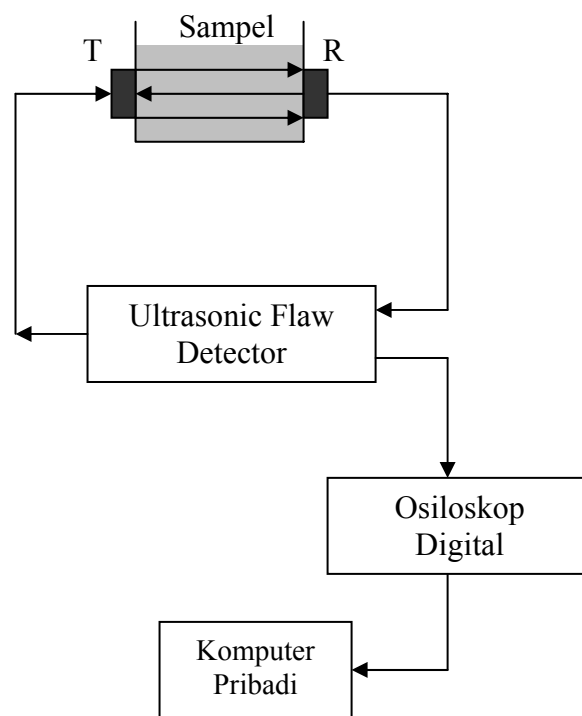 Sampel
T
R
Ultrasonic Flaw
Detector
Osiloskop
Digital
Komputer
Pribadi